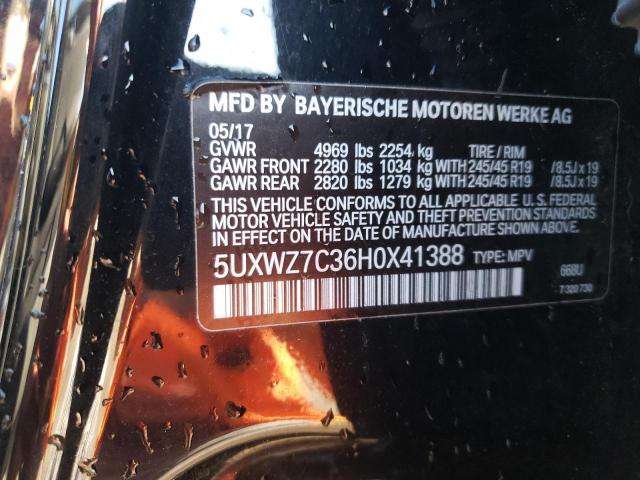 MFD BY BAYERISCHE MOTOREN WERKE AG
05/17
GVWR 4969 lbs 2254 kg TIRE / RIM
GAWR FRONT 2280 lbs 1034 kg WITH 245/45 R19 /8.5J x 19
GAWR REAR 2820 lbs 1279 kg WITH 245/45 R19 /8.5J x 19
THIS VEHICLE CONFORMS TO ALL APPLICABLE U. S. FEDERAL
MOTOR VEHICLE SAFETY AND THEFT PREVENTION STANDARDS
IN EFFECT ON THE DATE OF MANUFACTURE SHOWN ABOVE.
5UXWZ7C36H0X41388 TYPE: MPV 668U
7 320 730